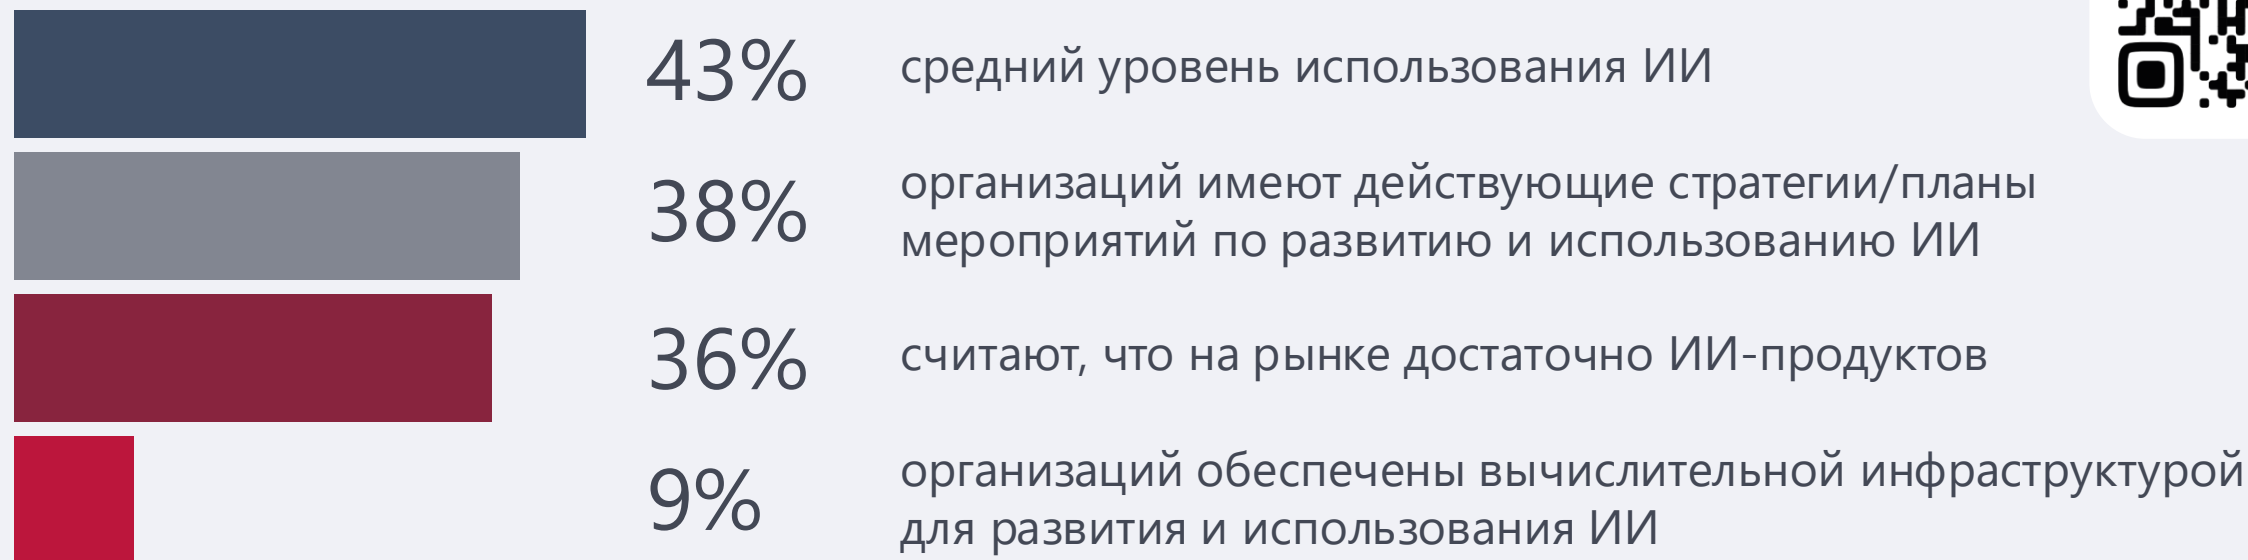 43% средний уровень использования ИИ
38% организаций имеют действующие стратегии/планы
мероприятий по развитию и использованию ИИ
36% считают, что на рынке достаточно ИИ-продуктов
9% организаций обеспечены вычислительной инфраструктурой
для развития и использования ИИ